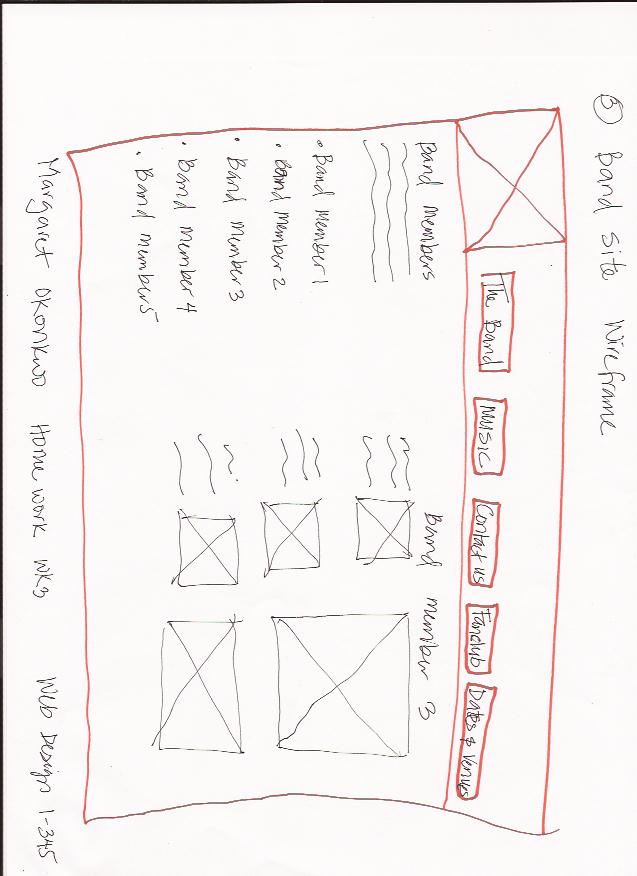 ③ Band Site Wireframe
The Band
Music
Contact us
Fanclub
Dates & Venues
Band Members
• Band Member 1
• Band Member 2
• Band Member 3
• Band Member 4
• Band Member 5
Band member 3
Margaret Okonkwo Home work Wk3 Web Design 1-345